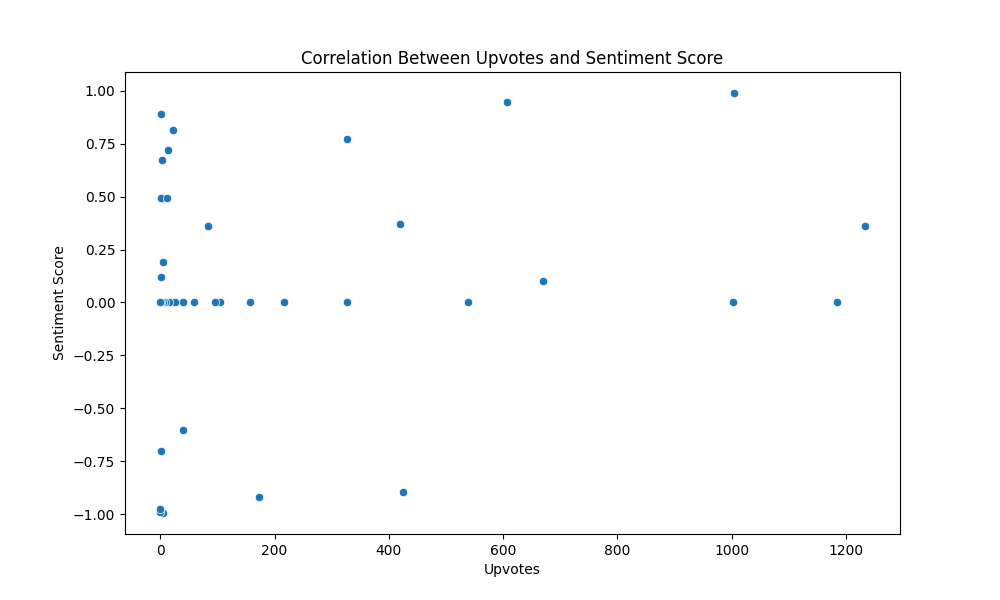 Correlation Between Upvotes and Sentiment Score
1.00
0.75
0.50
0.25
0.00
−0.25
−0.50
−0.75
−1.00
Sentiment Score
0 200 400 600 800 1000 1200
Upvotes